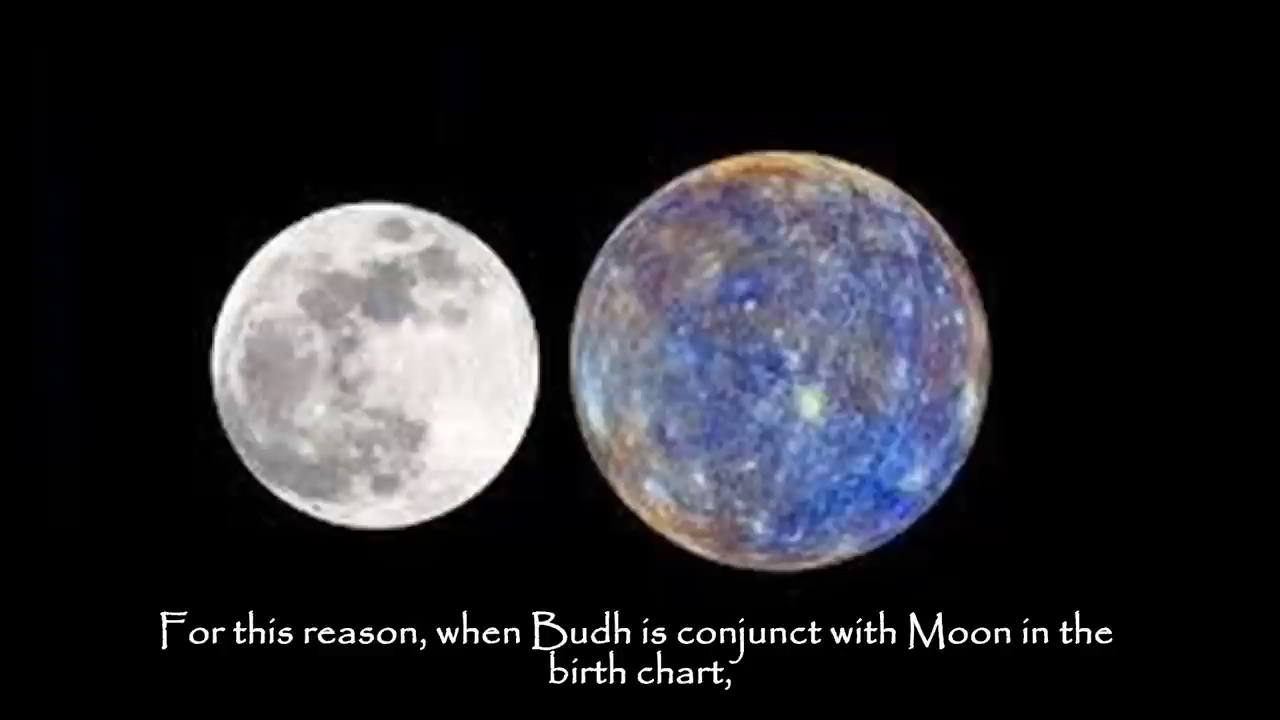 For this reason, when Budh is conjunct with Moon in the
birth chart,